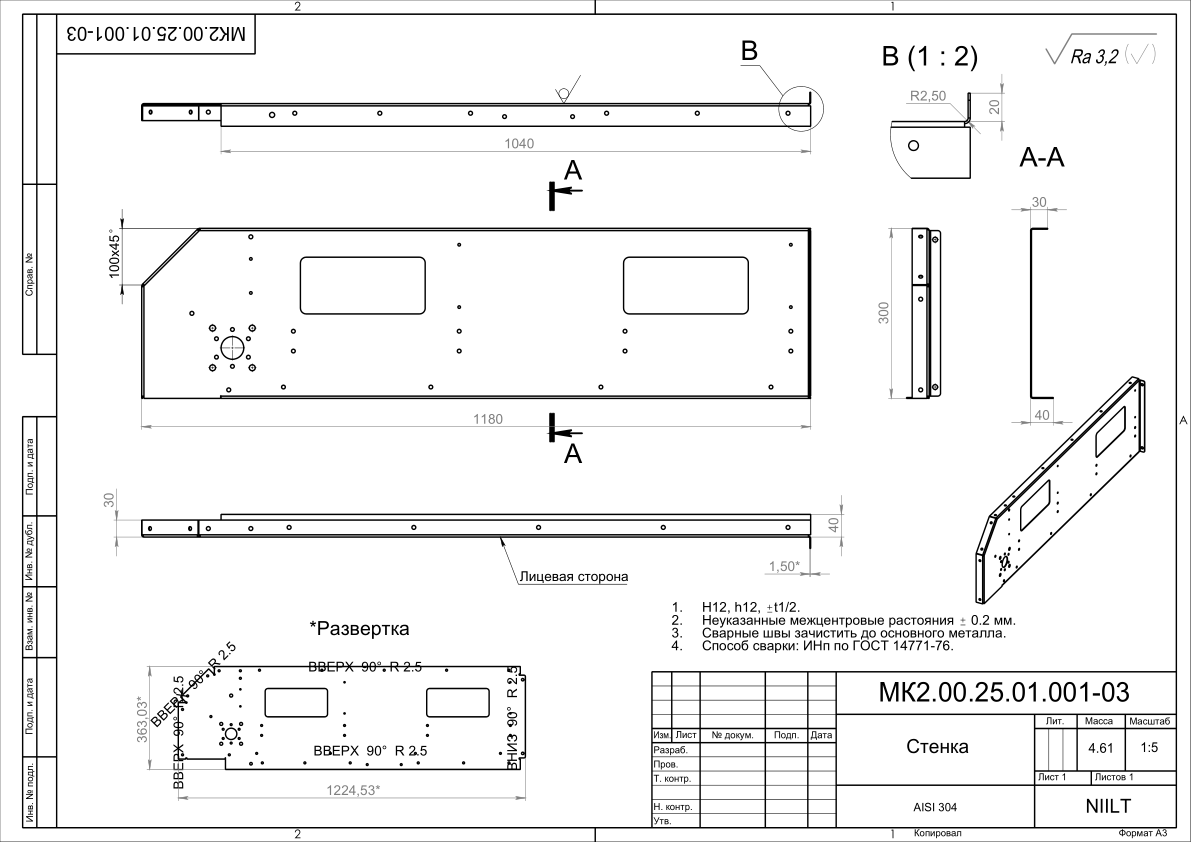 2
1
МК2.00.25.01.001-03
Справ. №
Подп. и дата
Инв. № дубл.
Взам. инв. №
Подп. и дата
Инв. № подл.
B
B (1 : 2)
Ra 3,2 (√)
R2,50
20
1040
A
A-A
100x45°
30
300
1180
A
40
A
30
40
1,50*
Лицевая сторона
*Развертка
ВВЕРХ 90° R 2.5
ВВЕРХ 90° R 2.5
ВВЕРХ 90° R 2.5
ВВЕРХ 90° R 2.5
ВНИЗ 90° R 2.5
363,03*
1224,53*
1. H12, h12, ±t1/2.
2. Неуказанные межцентровые растояния ± 0.2 мм.
3. Сварные швы зачистить до основного металла.
4. Способ сварки: ИНп по ГОСТ 14771-76.
МК2.00.25.01.001-03
Изм. Лист № докум. Подп. Дата
Разраб.
Пров.
Т. контр.
Н. контр.
Утв.
Стенка
Лит. Масса Масштаб
4.61 1:5
Лист 1 Листов 1
AISI 304
NIILT
2
1
Копировал
Формат А3